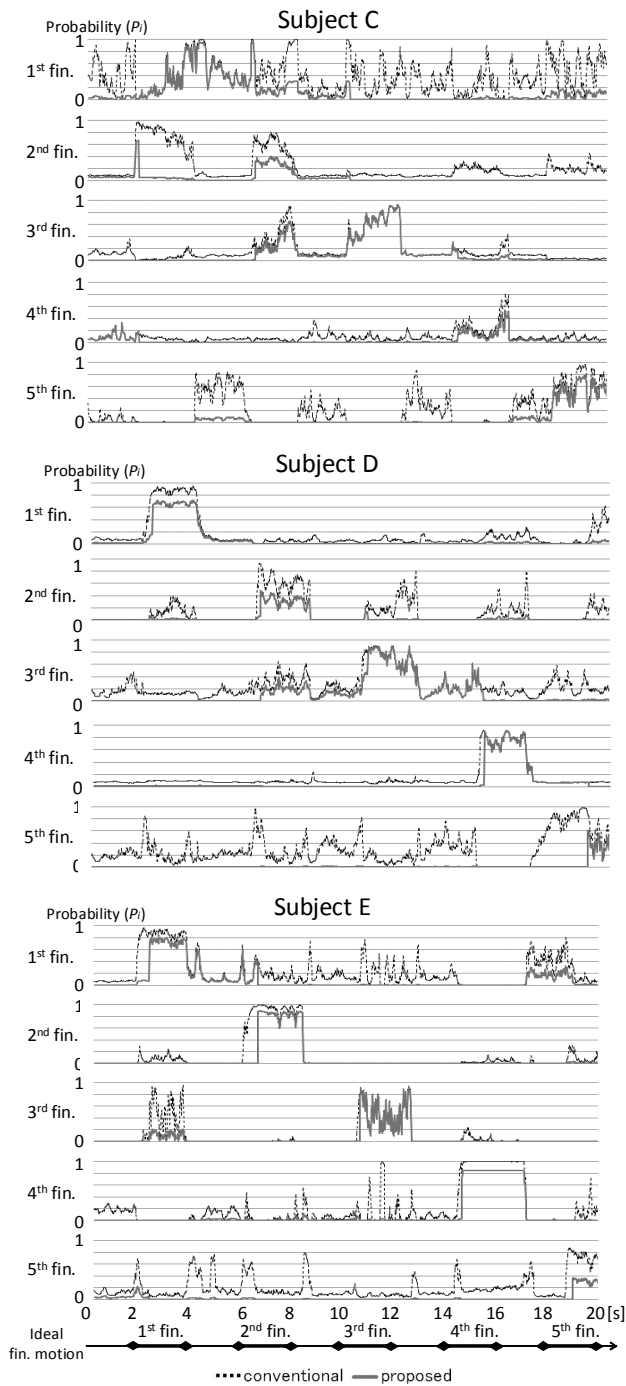 Subject C
Probability (Pi)
1
1st fin.
0
1
2nd fin.
0
1
3rd fin.
0
1
4th fin.
0
1
5th fin.
0
Subject D
Probability (Pi)
1
1st fin.
0
1
2nd fin.
0
1
3rd fin.
0
1
4th fin.
0
1
5th fin.
0
Subject E
Probability (Pi)
1
1st fin.
0
1
2nd fin.
0
1
3rd fin.
0
1
4th fin.
0
1
5th fin.
0
0 2 4 6 8 10 12 14 16 18 20 [s]
Ideal fin. motion
1st fin. 2nd fin. 3rd fin. 4th fin. 5th fin.
conventional proposed